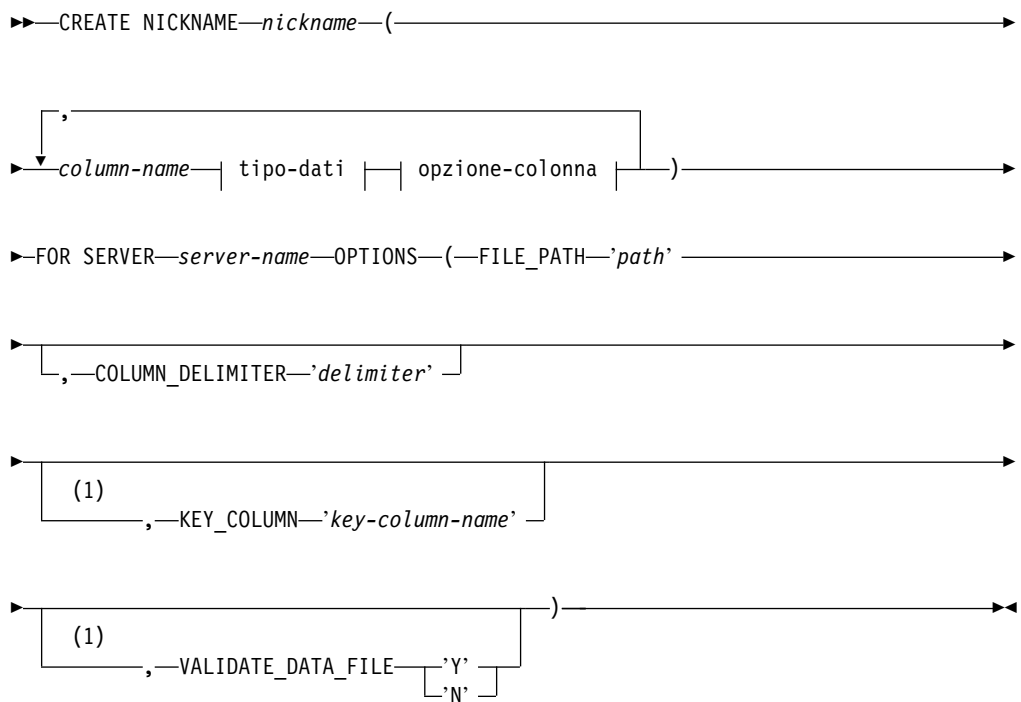 CREATE NICKNAME nickname (
,
column-name tipo-dati opzione-colonna )
FOR SERVER server-name OPTIONS ( FILE_PATH 'path'
, COLUMN_DELIMITER 'delimiter'
(1)
, KEY_COLUMN 'key-column-name'
)
(1)
, VALIDATE_DATA_FILE 'Y'
'N'